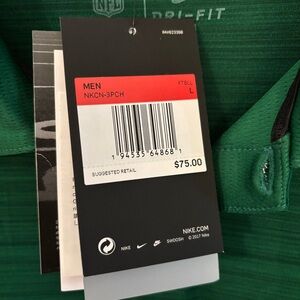 NFL
DRI-FIT
MEN
NKCN-3PCH
FTBLL
L
1 94535 64868 1
SUGGESTED RETAIL
$75.00
NIKE.COM
© 2017 Nike
NIKE
SWOOSH